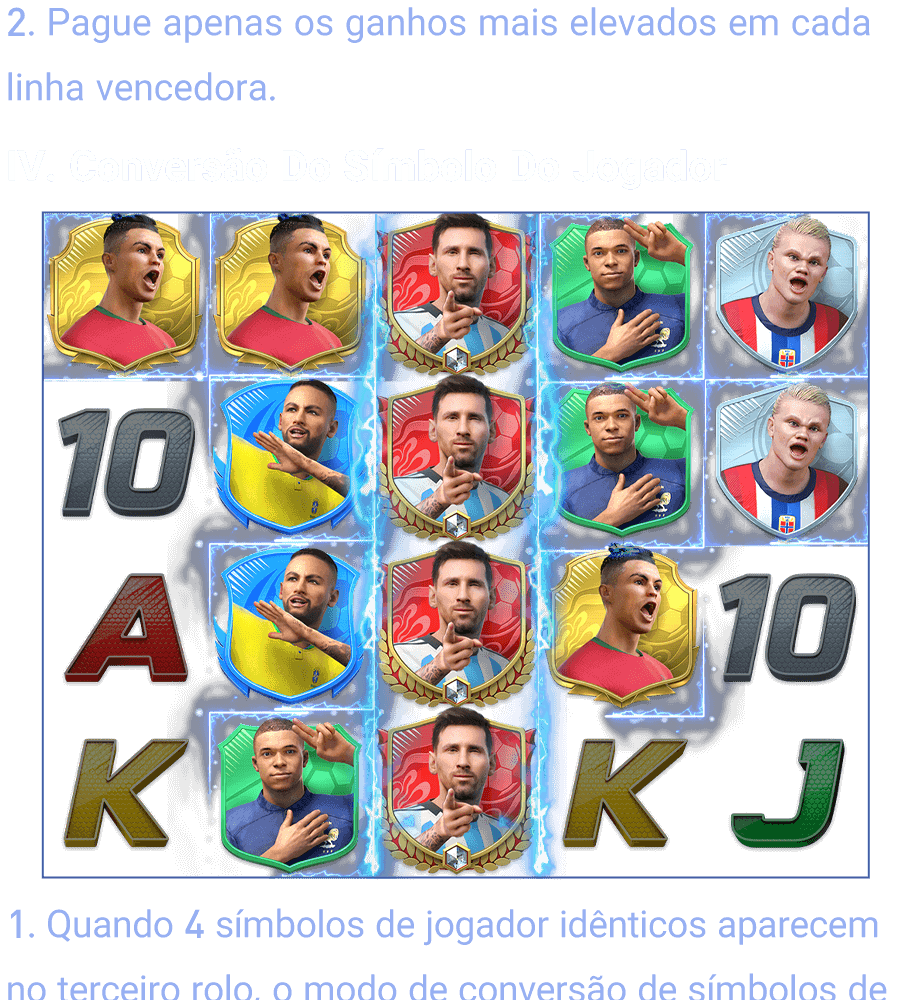 2. Pague apenas os ganhos mais elevados em cada
linha vencedora.
IV. Conversão Do Símbolo Do Jogador
10
A
10
K
K
J
1. Quando 4 símbolos de jogador idênticos aparecem
no terceiro rolo, o modo de conversão de símbolos de